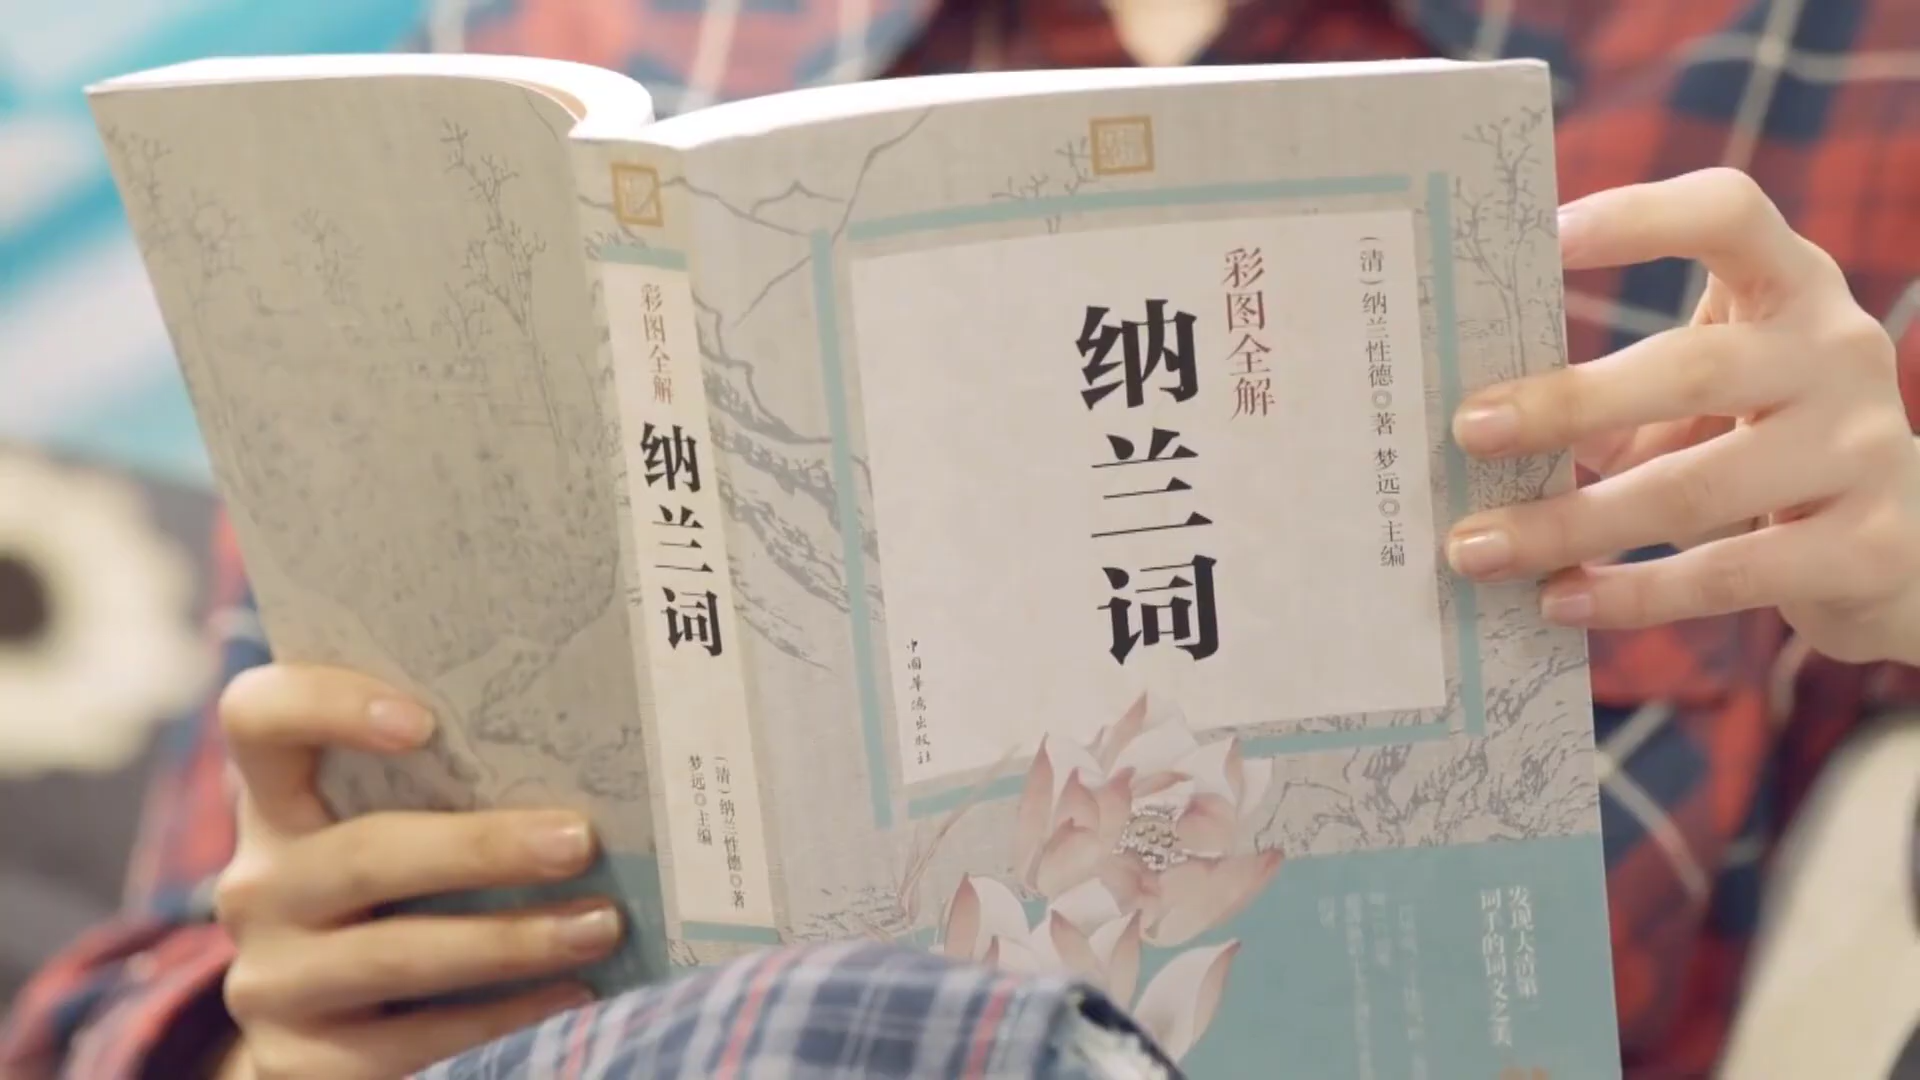 彩图全解
纳兰词
(清)纳兰性德◎著
梦远◎主编
(清)纳兰性德◎著 梦远◎主编
彩图全解
纳兰词
中国华侨出版社
发现大清第一
词手的词文之美